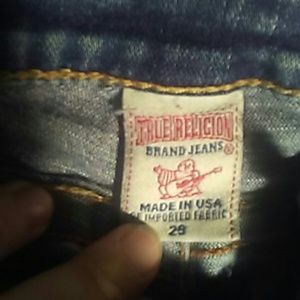 TRUE RELIGION
BRAND JEANS®
MADE IN USA
OF IMPORTED FABRIC
29